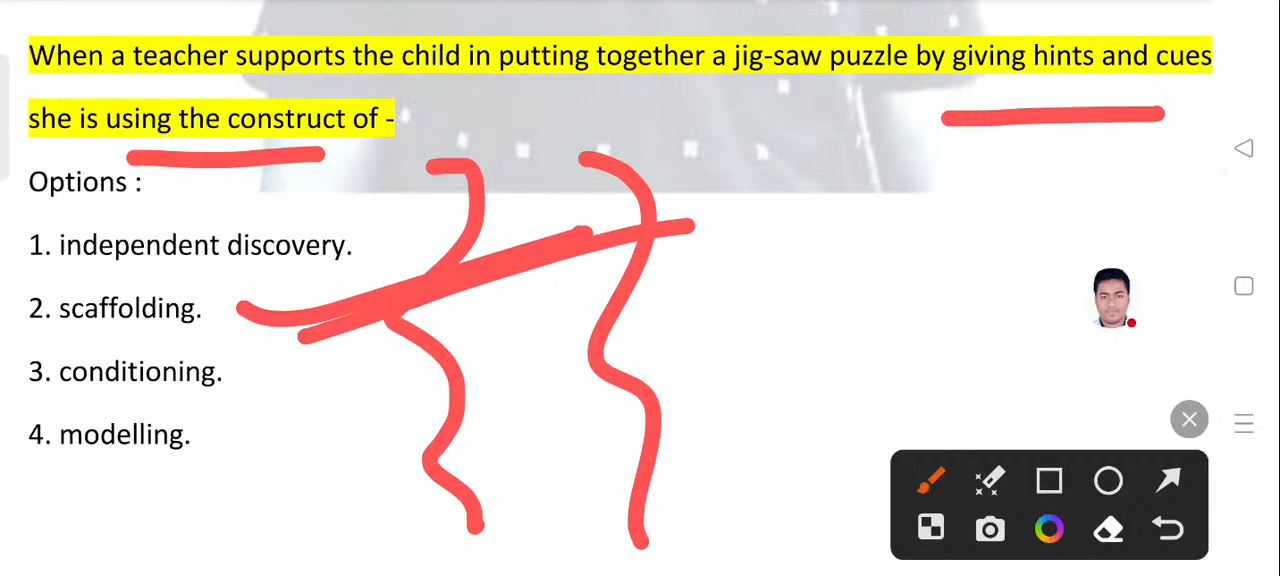 When a teacher supports the child in putting together a jig-saw puzzle by giving hints and cues
she is using the construct of -
Options :
1. independent discovery.
2. scaffolding.
3. conditioning.
4. modelling.